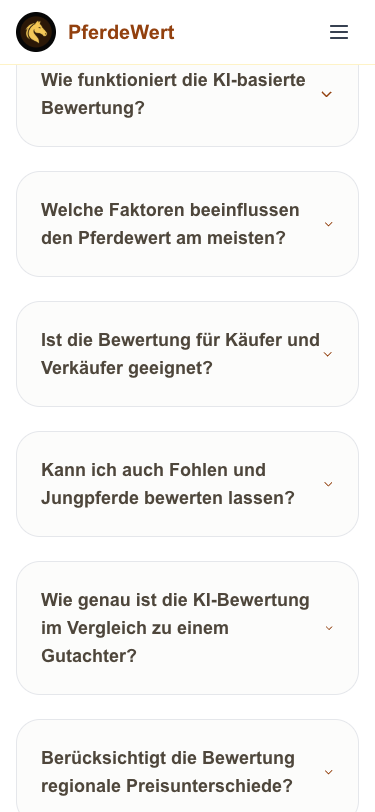 PferdeWert
Wie funktioniert die KI-basierte
Bewertung?
Welche Faktoren beeinflussen
den Pferdewert am meisten?
Ist die Bewertung für Käufer und
Verkäufer geeignet?
Kann ich auch Fohlen und
Jungpferde bewerten lassen?
Wie genau ist die KI-Bewertung
im Vergleich zu einem
Gutachter?
Berücksichtigt die Bewertung
regionale Preisunterschiede?